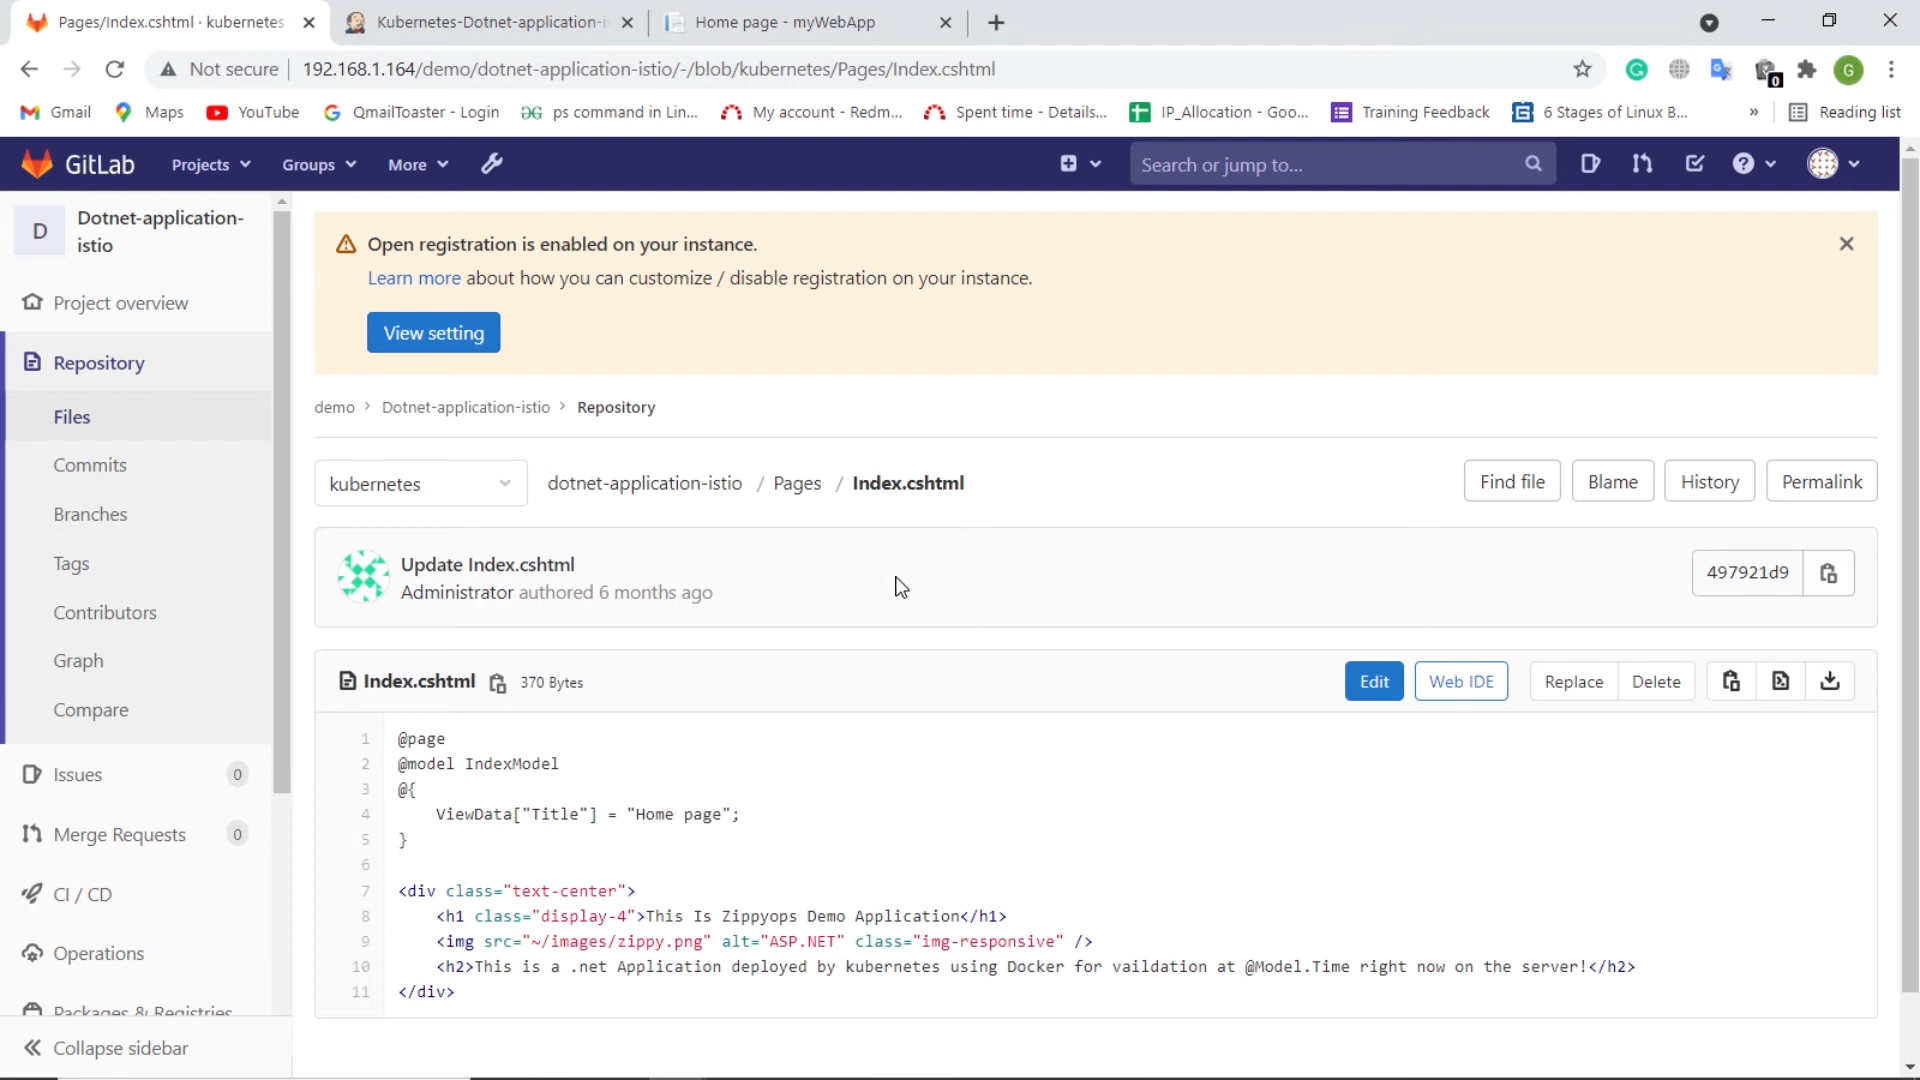 Pages/Index.cshtml · kubernetes
Kubernetes-Dotnet-application-is
Home page - myWebApp
Not secure
192.168.1.164/demo/dotnet-application-istio/-/blob/kubernetes/Pages/Index.cshtml
G
0
G
Gmail
Maps
YouTube
QmailToaster - Login
ps command in Lin...
My account - Redm...
Spent time - Details...
IP_Allocation - Goo...
Training Feedback
6 Stages of Linux B...
»
Reading list
GitLab
Projects
Groups
More
Search or jump to...
D
Dotnet-application-
istio
Project overview
Repository
Files
Commits
Branches
Tags
Contributors
Graph
Compare
Issues 0
Merge Requests 0
CI / CD
Operations
Packages & Registries
Collapse sidebar
Open registration is enabled on your instance.
Learn more about how you can customize / disable registration on your instance.
View setting
demo > Dotnet-application-istio > Repository
kubernetes
dotnet-application-istio / Pages / Index.cshtml
Find file
Blame
History
Permalink
Update Index.cshtml
Administrator authored 6 months ago
497921d9
Index.cshtml 370 Bytes
Edit
Web IDE
Replace
Delete
1 @page
2 @model IndexModel
3 @{
4 ViewData["Title"] = "Home page";
5 }
6
7 <div class="text-center">
8 <h1 class="display-4">This Is Zippyops Demo Application</h1>
9 <img src="~/images/zippy.png" alt="ASP.NET" class="img-responsive" />
10 <h2>This is a .net Application deployed by kubernetes using Docker for vaildation at @Model.Time right now on the server!</h2>
11 </div>